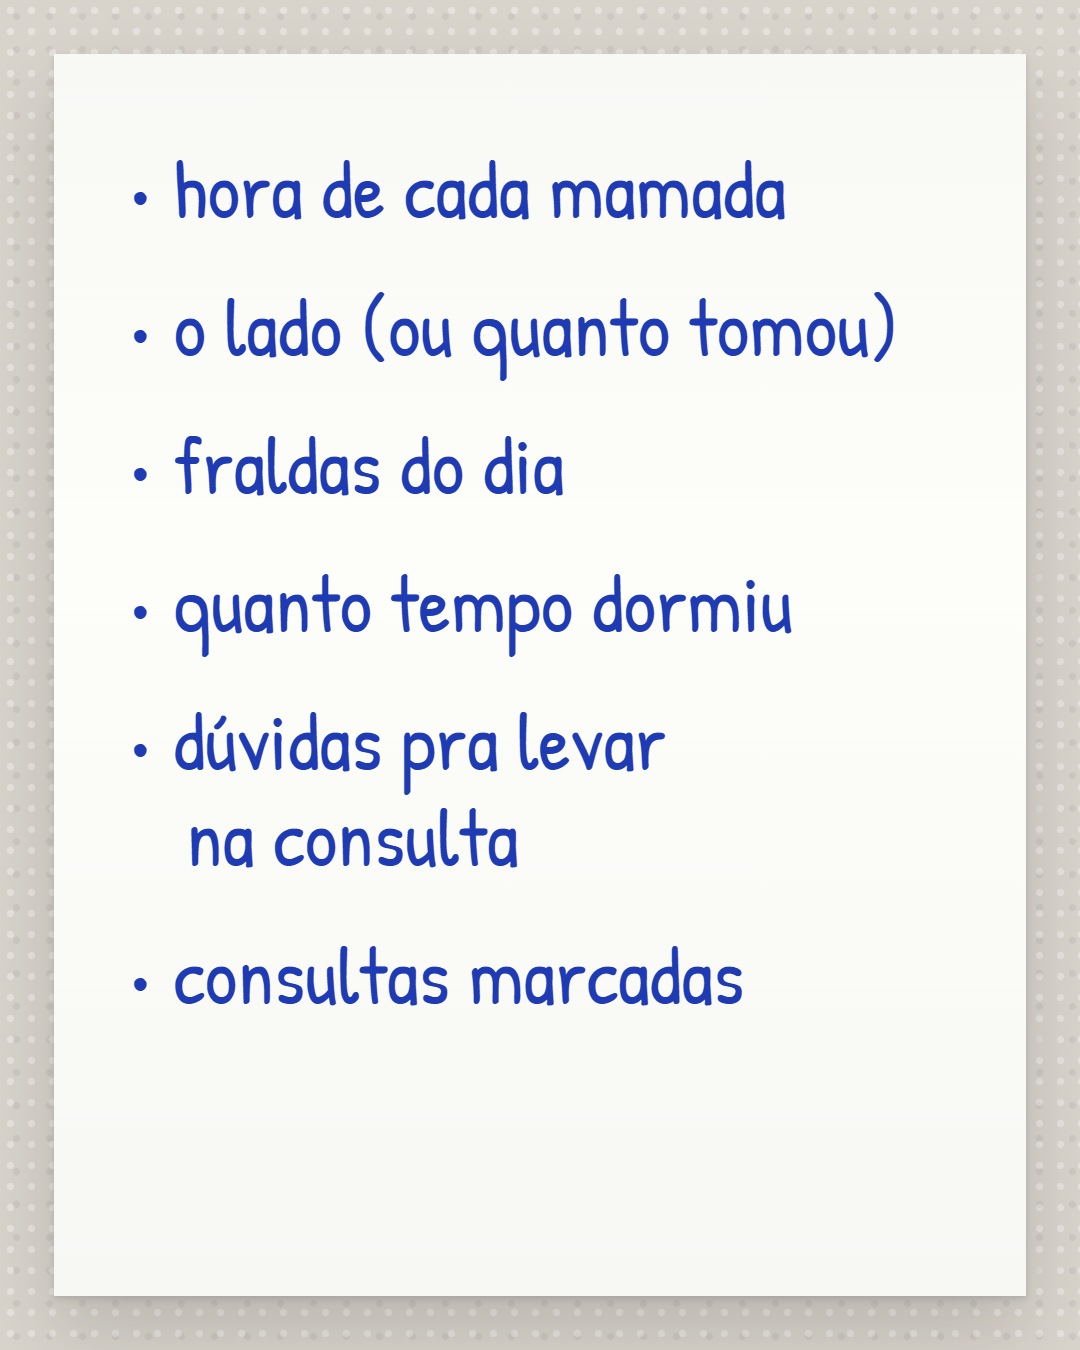 • hora de cada mamada
• o lado (ou quanto tomou)
• fraldas do dia
• quanto tempo dormiu
• dúvidas pra levar
na consulta
• consultas marcadas